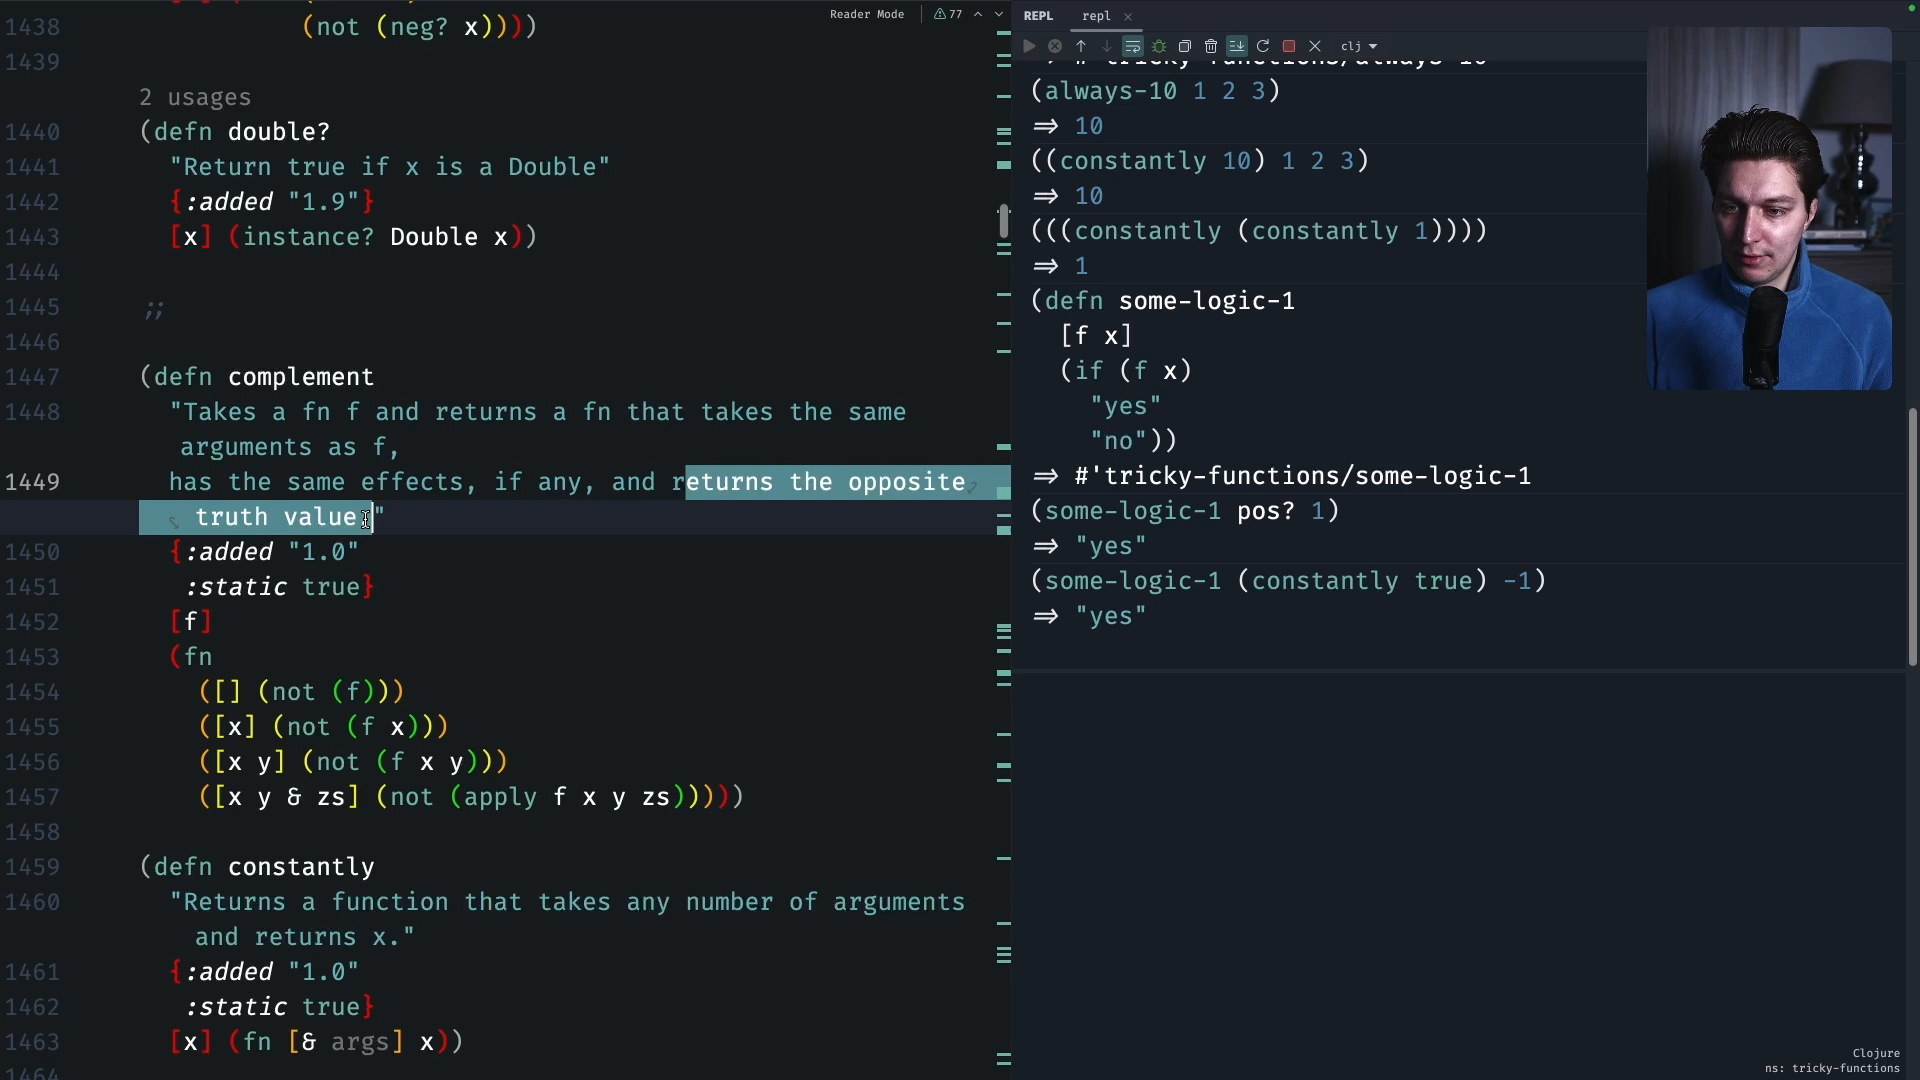 1438 (not (neg? x))))
1439
2 usages
1440 (defn double?
1441 "Return true if x is a Double"
1442 {:added "1.9"}
1443 [x] (instance? Double x))
1444
1445 ;;
1446
1447 (defn complement
1448 "Takes a fn f and returns a fn that takes the same
arguments as f,
1449 has the same effects, if any, and returns the opposite
truth value."
1450 {:added "1.0"
1451 :static true}
1452 [f]
1453 (fn
1454 ([] (not (f)))
1455 ([x] (not (f x)))
1456 ([x y] (not (f x y)))
1457 ([x y & zs] (not (apply f x y zs)))))
1458
1459 (defn constantly
1460 "Returns a function that takes any number of arguments
and returns x."
1461 {:added "1.0"
1462 :static true}
1463 [x] (fn [& args] x))
1464
Reader Mode 77
REPL repl
clj
=> #'tricky-functions/always-10
(always-10 1 2 3)
=> 10
((constantly 10) 1 2 3)
=> 10
(((constantly (constantly 1))))
=> 1
(defn some-logic-1
[f x]
(if (f x)
"yes"
"no"))
=> #'tricky-functions/some-logic-1
(some-logic-1 pos? 1)
=> "yes"
(some-logic-1 (constantly true) -1)
=> "yes"
Clojure
ns: tricky-functions